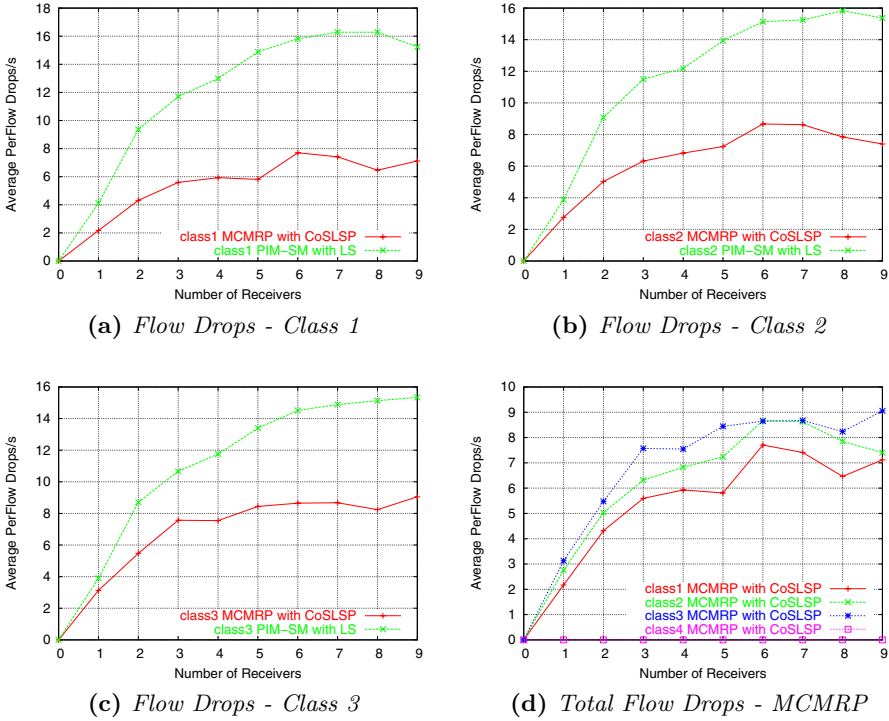 18
16
14
12
10
8
6
4
2
0
Average PerFlow Drops/s
class1 MCMRP with CoSLSP
class1 PIM−SM with LS
0 1 2 3 4 5 6 7 8 9
Number of Receivers
(a) Flow Drops - Class 1
16
14
12
10
8
6
4
2
0
Average PerFlow Drops/s
class2 MCMRP with CoSLSP
class2 PIM−SM with LS
0 1 2 3 4 5 6 7 8 9
Number of Receivers
(b) Flow Drops - Class 2
16
14
12
10
8
6
4
2
0
Average PerFlow Drops/s
class3 MCMRP with CoSLSP
class3 PIM−SM with LS
0 1 2 3 4 5 6 7 8 9
Number of Receivers
(c) Flow Drops - Class 3
10
9
8
7
6
5
4
3
2
1
0
Average PerFlow Drops/s
class1 MCMRP with CoSLSP
class2 MCMRP with CoSLSP
class3 MCMRP with CoSLSP
class4 MCMRP with CoSLSP
0 1 2 3 4 5 6 7 8 9
Number of Receivers
(d) Total Flow Drops - MCMRP